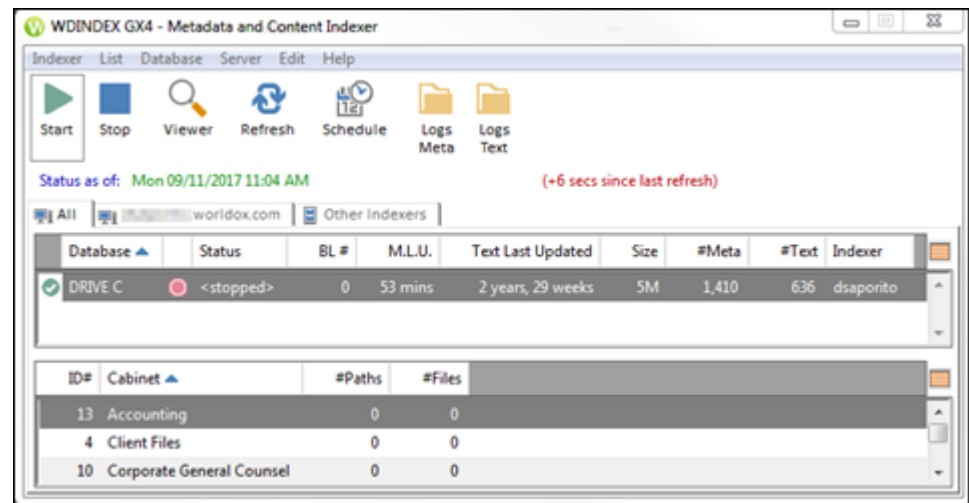 WDINDEX GX4 - Metadata and Content Indexer
Indexer List Database Server Edit Help
Start Stop Viewer Refresh Schedule Logs Meta Logs Text
Status as of: Mon 09/11/2017 11:04 AM (+6 secs since last refresh)
All worldox.com Other Indexers
Database Status BL # M.L.U. Text Last Updated Size #Meta #Text Indexer
DRIVE C <stopped> 0 53 mins 2 years, 29 weeks 5M 1,410 636 dsaporito
ID# Cabinet #Paths #Files
13 Accounting 0 0
4 Client Files 0 0
10 Corporate General Counsel 0 0